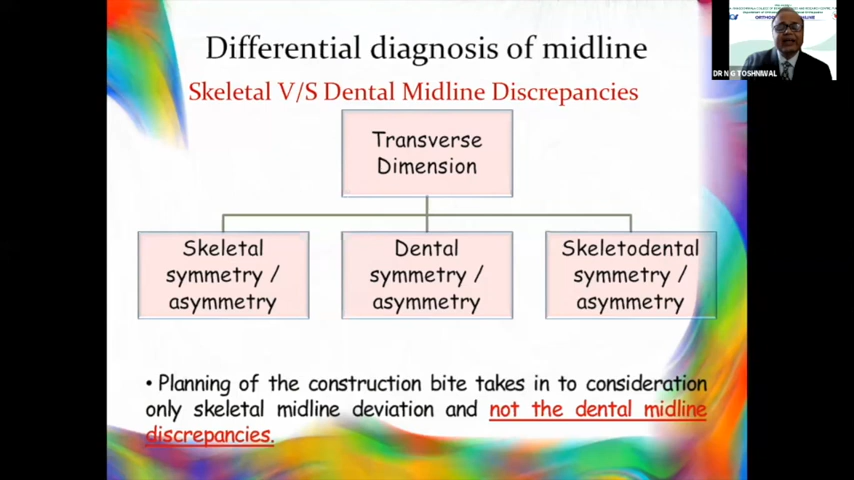 Differential diagnosis of midline
Skeletal V/S Dental Midline Discrepancies
Transverse
Dimension
Skeletal
symmetry /
asymmetry
Dental
symmetry /
asymmetry
Skeletodental
symmetry /
asymmetry
• Planning of the construction bite takes in to consideration
only skeletal midline deviation and not the dental midline
discrepancies.
DR N G TOSHNIWAL